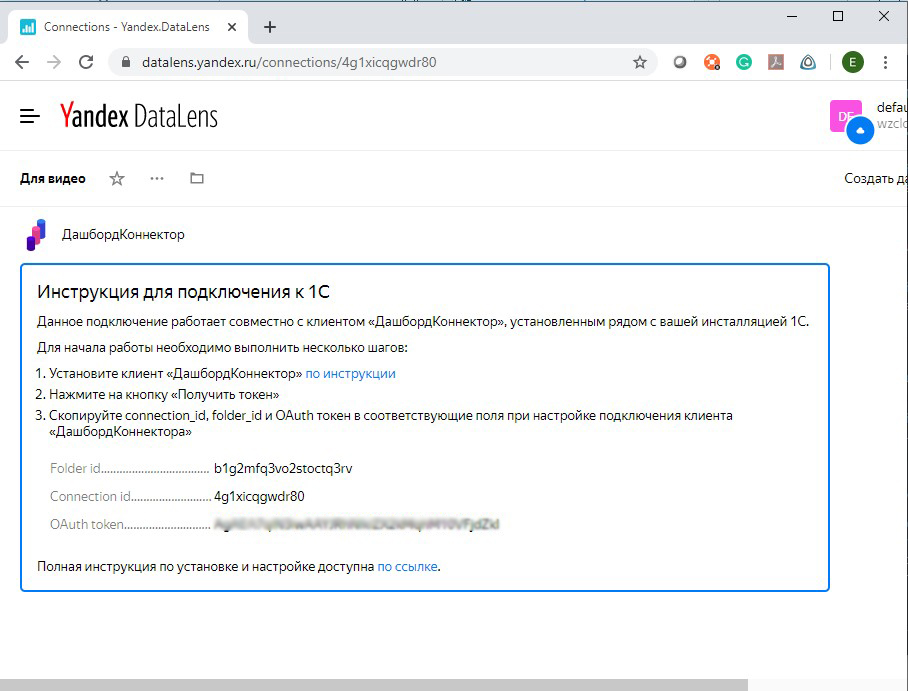 Connections - Yandex.DataLens
datalens.yandex.ru/connections/4g1xicqgwdr80
E
Yandex DataLens
DE
defau
wzclo
Для видео
Создать да
ДашбордКоннектор
Инструкция для подключения к 1С
Данное подключение работает совместно с клиентом «ДашбордКоннектор», установленным рядом с вашей инсталляцией 1С.
Для начала работы необходимо выполнить несколько шагов:
1. Установите клиент «ДашбордКоннектор» по инструкции
2. Нажмите на кнопку «Получить токен»
3. Скопируйте connection_id, folder_id и OAuth токен в соответствующие поля при настройке подключения клиента
«ДашбордКоннектора»
Folder id.................................. b1g2mfq3vo2stoctq3rv
Connection id......................... 4g1xicqgwdr80
OAuth token...........................
Полная инструкция по установке и настройке доступна по ссылке.